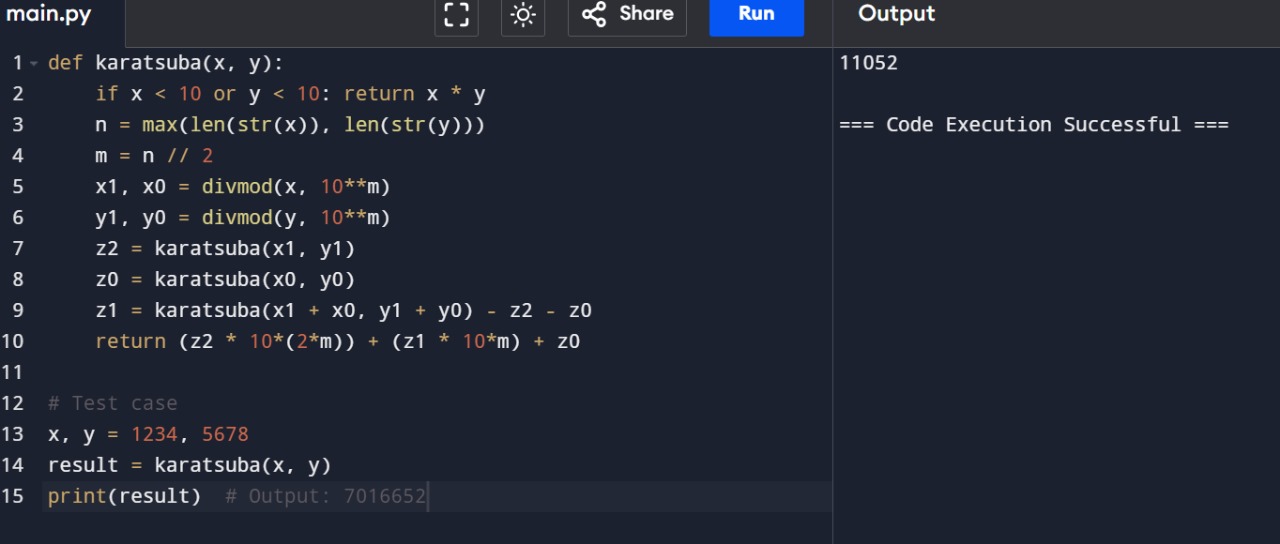 main.py
Share
Run
Output
1 def karatsuba(x, y):
2     if x < 10 or y < 10: return x * y
3     n = max(len(str(x)), len(str(y)))
4     m = n // 2
5     x1, x0 = divmod(x, 10**m)
6     y1, y0 = divmod(y, 10**m)
7     z2 = karatsuba(x1, y1)
8     z0 = karatsuba(x0, y0)
9     z1 = karatsuba(x1 + x0, y1 + y0) - z2 - z0
10     return (z2 * 10*(2*m)) + (z1 * 10*m) + z0
11
12 # Test case
13 x, y = 1234, 5678
14 result = karatsuba(x, y)
15 print(result)  # Output: 7016652
11052
=== Code Execution Successful ===